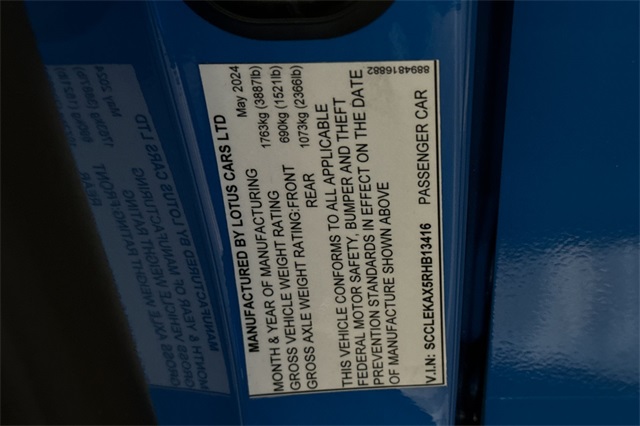 MANUFACTURED BY LOTUS CARS LTD
MONTH & YEAR OF MANUFACTURING May 2024
GROSS VEHICLE WEIGHT RATING 1763kg (3887lb)
GROSS AXLE WEIGHT RATING: FRONT 690kg (1521lb)
REAR 1073kg (2366lb)
THIS VEHICLE CONFORMS TO ALL APPLICABLE
FEDERAL MOTOR SAFETY, BUMPER AND THEFT
PREVENTION STANDARDS IN EFFECT ON THE DATE
OF MANUFACTURE SHOWN ABOVE
V.I.N: SCCLEKAX5RHB13416 PASSENGER CAR
8894816882